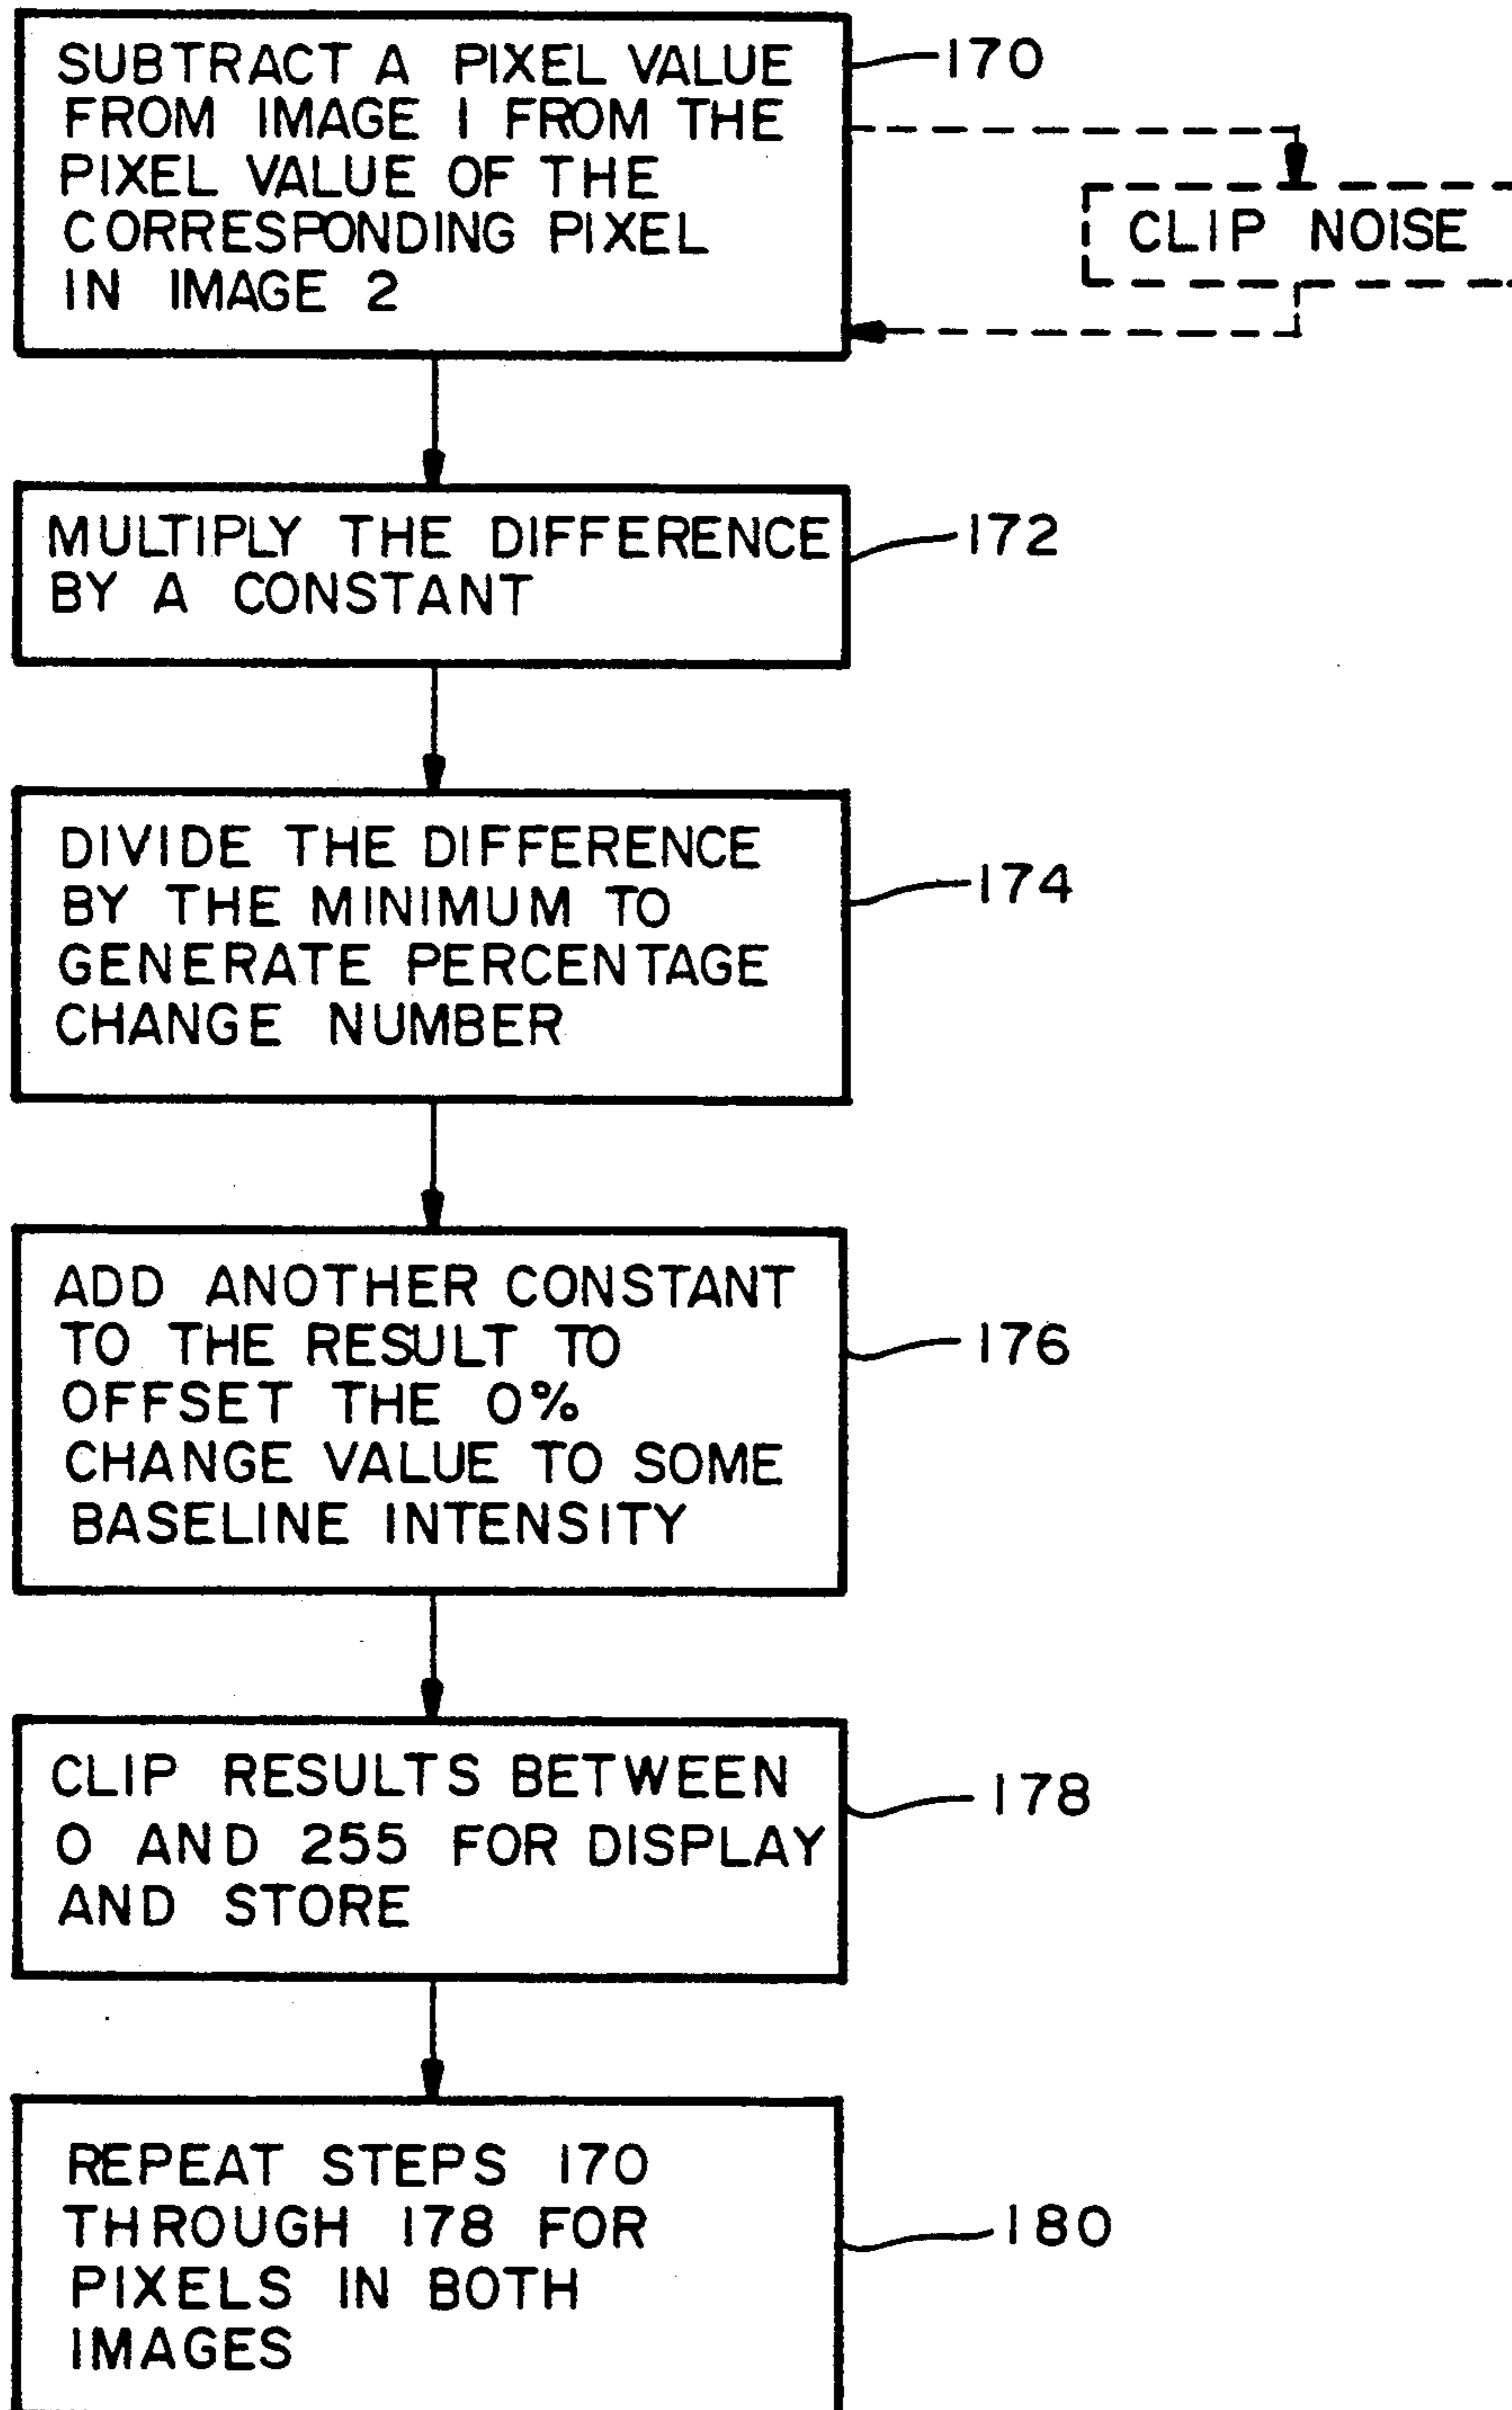 SUBTRACT A PIXEL VALUE
FROM IMAGE 1 FROM THE
PIXEL VALUE OF THE
CORRESPONDING PIXEL
IN IMAGE 2
170
CLIP NOISE
MULTIPLY THE DIFFERENCE
BY A CONSTANT
172
DIVIDE THE DIFFERENCE
BY THE MINIMUM TO
GENERATE PERCENTAGE
CHANGE NUMBER
174
ADD ANOTHER CONSTANT
TO THE RESULT TO
OFFSET THE 0%
CHANGE VALUE TO SOME
BASELINE INTENSITY
176
CLIP RESULTS BETWEEN
0 AND 255 FOR DISPLAY
AND STORE
178
REPEAT STEPS 170
THROUGH 178 FOR
PIXELS IN BOTH
IMAGES
180